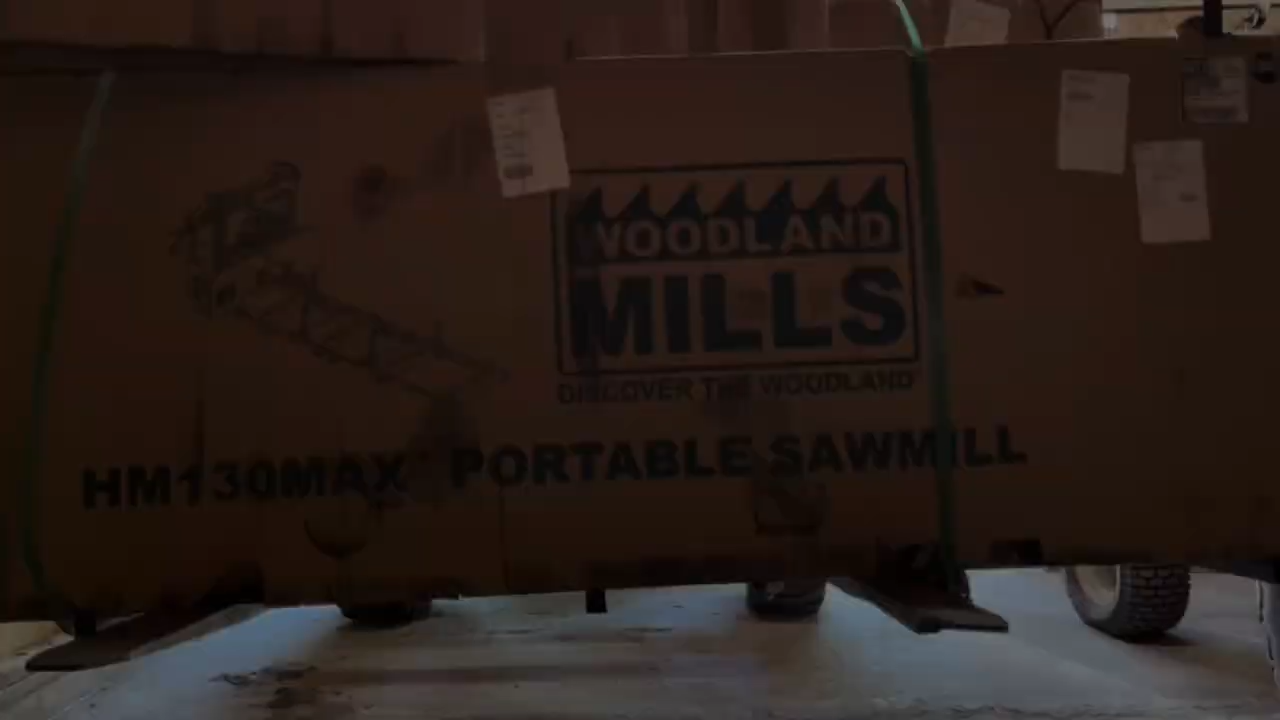 WOODLAND
MILLS
DISCOVER THE WOODLAND
HM130MAX PORTABLE SAWMILL